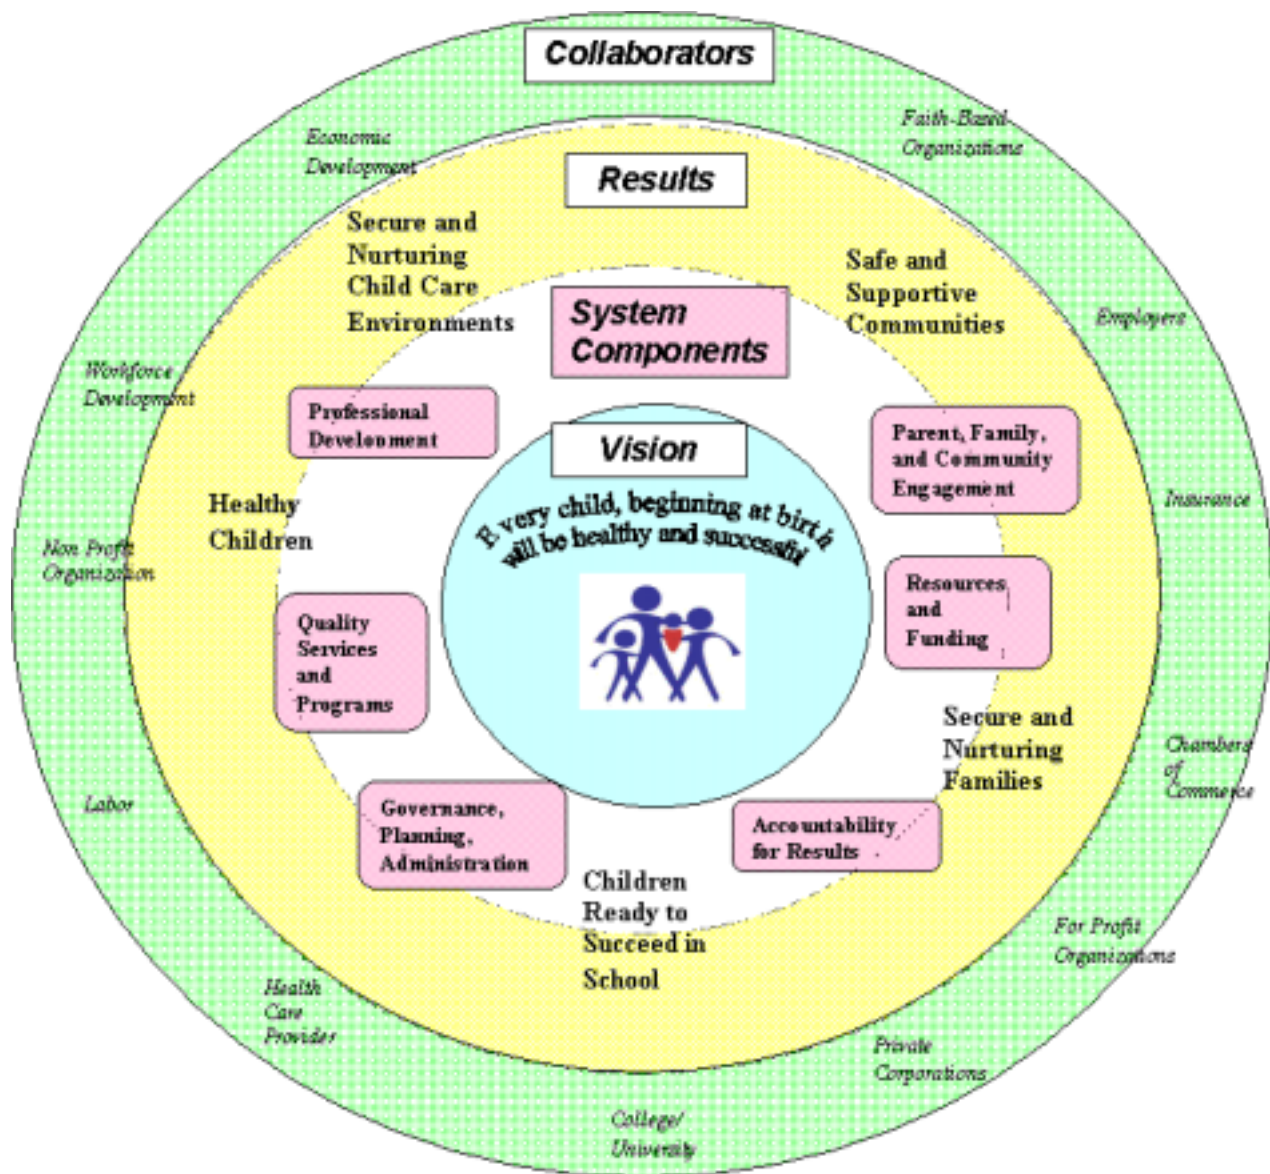 Collaborators
Faith-Based
Organizations
Economic
Development
Results
Secure and
Nurturing
Child Care
Environments
Safe and
Supportive
Communities
System
Components
Employers
Workforce
Development
Professional
Development
Parent, Family,
and Community
Engagement
Vision
Every child, beginning at birth
will be healthy and successful
Healthy
Children
Insurance
Non Profit
Organization
Resources
and
Funding
Quality
Services
and
Programs
Secure and
Nurturing
Families
Chambers
of
Commerce
Labor
Governance,
Planning,
Administration
Accountability
for Results
Children
Ready to
Succeed in
School
For Profit
Organizations
Health
Care
Provider
Private
Corporations
College/
University